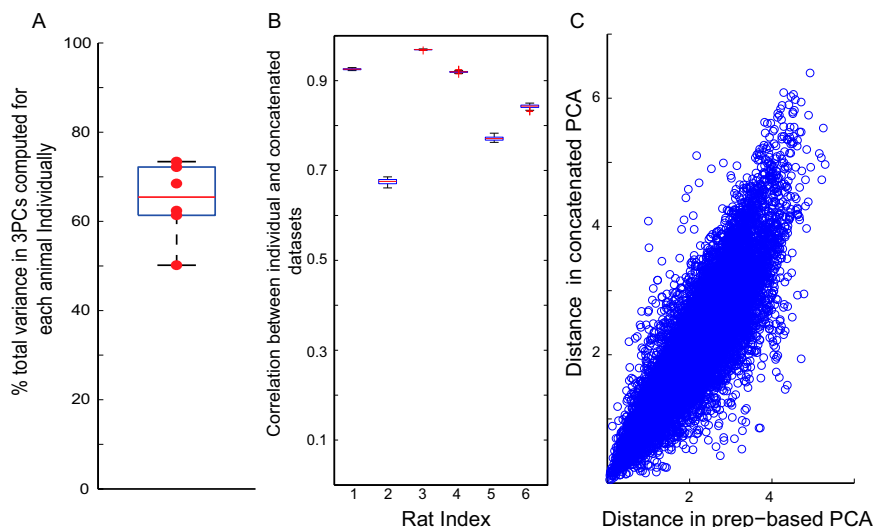 A
100
80
60
40
20
0
% total variance in 3PCs computed for
each animal Individually
B
0.9
0.7
0.5
0.3
0.1
1 2 3 4 5 6
Correlation between individual and concatenated
datasets
Rat Index
C
6
4
2
2 4
Distance in concatenated PCA
Distance in prep−based PCA